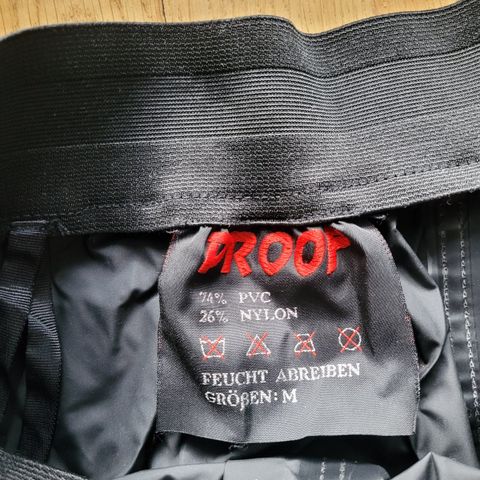 PROOF
74% PVC
26% NYLON
FEUCHT ABREIBEN
GRÖßEN: M